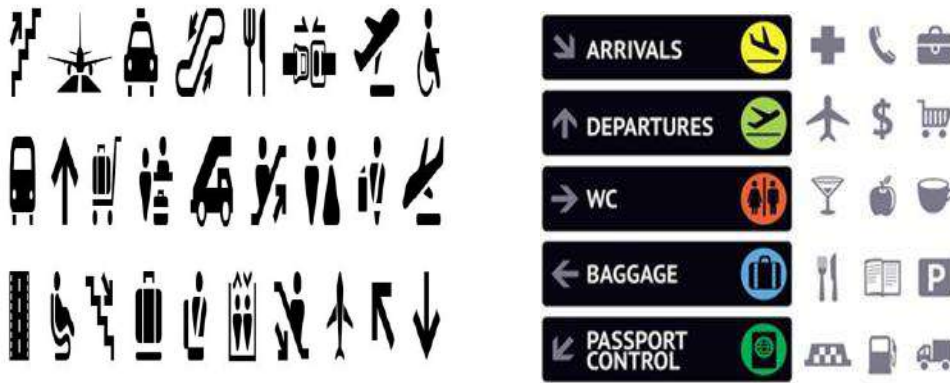 ARRIVALS
DEPARTURES
$
WC
BAGGAGE
P
PASSPORT
CONTROL